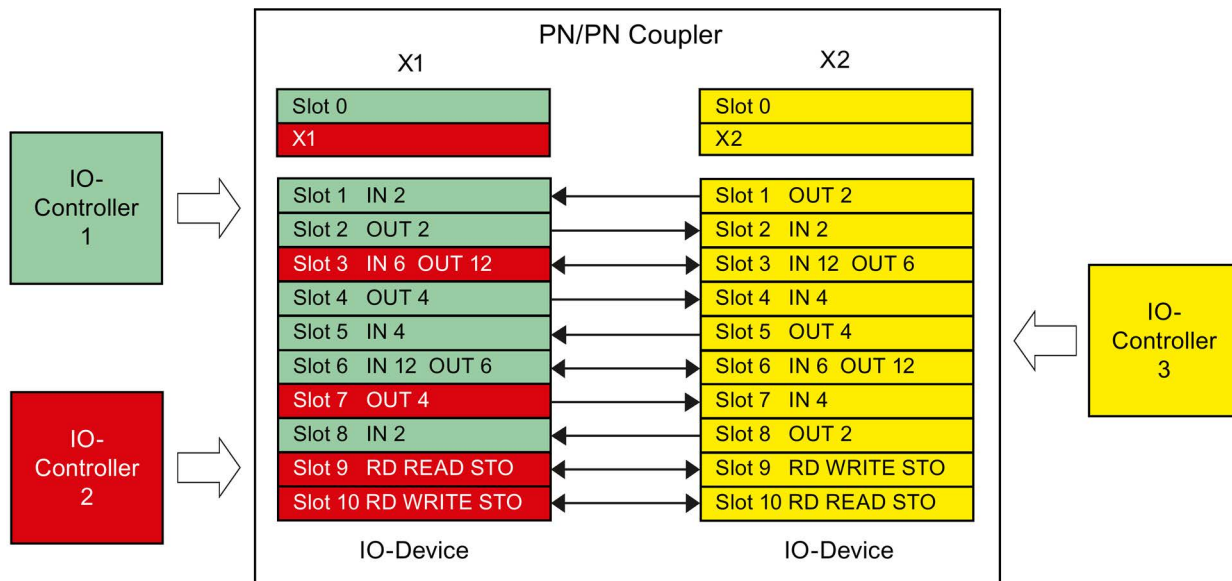 PN/PN Coupler
X1
X2
Slot 0
X1
Slot 0
X2
IO-
Controller
1
IO-
Controller
2
Slot 1 IN 2
Slot 2 OUT 2
Slot 3 IN 6 OUT 12
Slot 4 OUT 4
Slot 5 IN 4
Slot 6 IN 12 OUT 6
Slot 7 OUT 4
Slot 8 IN 2
Slot 9 RD READ STO
Slot 10 RD WRITE STO
IO-Device
Slot 1 OUT 2
Slot 2 IN 2
Slot 3 IN 12 OUT 6
Slot 4 IN 4
Slot 5 OUT 4
Slot 6 IN 6 OUT 12
Slot 7 IN 4
Slot 8 OUT 2
Slot 9 RD WRITE STO
Slot 10 RD READ STO
IO-Device
IO-
Controller
3